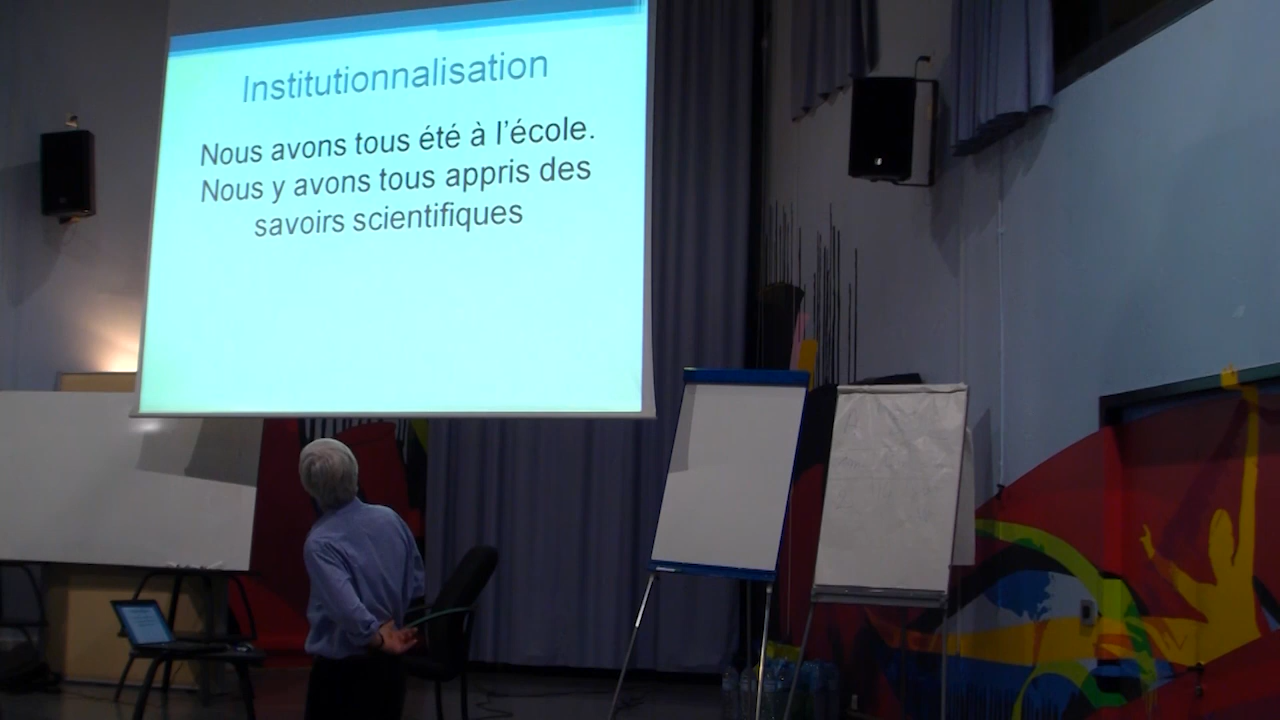 Institutionnalisation
Nous avons tous été à l'école.
Nous y avons tous appris des
savoirs scientifiques